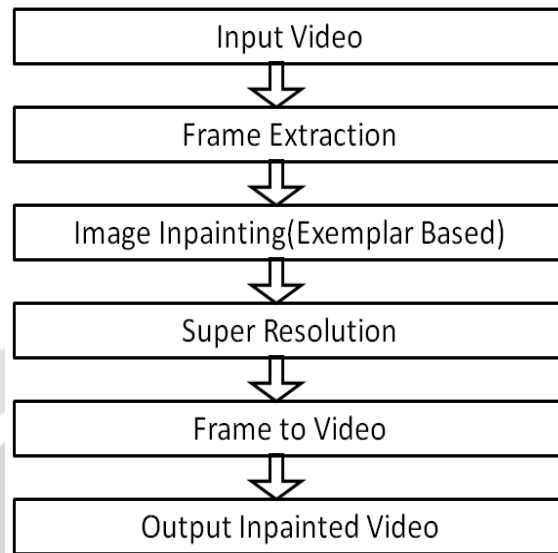 Input Video
Frame Extraction
Image Inpainting(Exemplar Based)
Super Resolution
Frame to Video
Output Inpainted Video